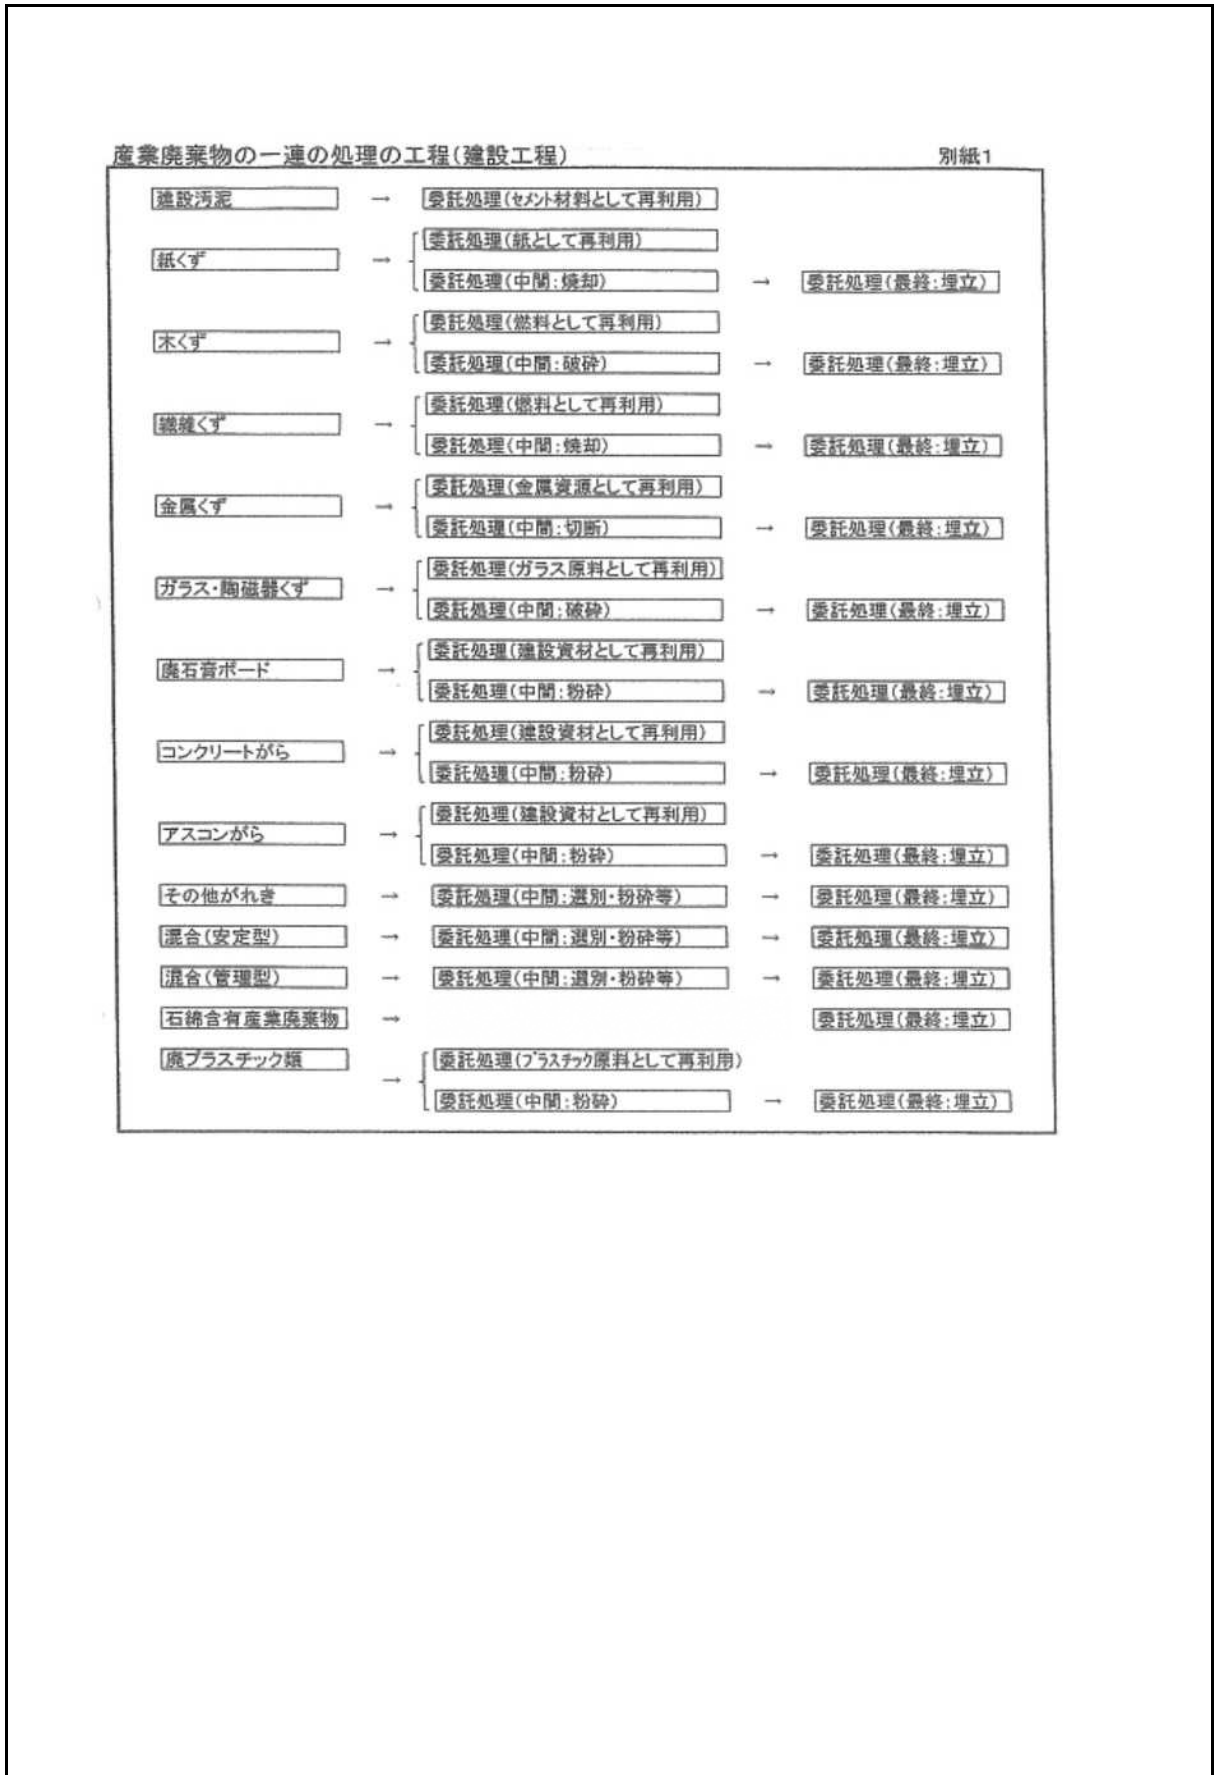 産業廃棄物の一連の処理の工程(建設工程) 別紙1
建設汚泥 → 委託処理(セメント材料として再利用)
委託処理(紙として再利用)
紙くず →
委託処理(中間:焼却) → 委託処理(最終:埋立)
委託処理(燃料として再利用)
木くず →
委託処理(中間:破砕) → 委託処理(最終:埋立)
委託処理(燃料として再利用)
繊維くず →
委託処理(中間:焼却) → 委託処理(最終:埋立)
委託処理(金属資源として再利用)
金属くず →
委託処理(中間:切断) → 委託処理(最終:埋立)
委託処理(ガラス原料として再利用)
ガラス・陶磁器くず →
委託処理(中間:破砕) → 委託処理(最終:埋立)
委託処理(建設資材として再利用)
廃石膏ボード →
委託処理(中間:粉砕) → 委託処理(最終:埋立)
委託処理(建設資材として再利用)
コンクリートがら →
委託処理(中間:粉砕) → 委託処理(最終:埋立)
委託処理(建設資材として再利用)
アスコンがら →
委託処理(中間:粉砕) → 委託処理(最終:埋立)
その他がれき → 委託処理(中間:選別・粉砕等) → 委託処理(最終:埋立)
混合(安定型) → 委託処理(中間:選別・粉砕等) → 委託処理(最終:埋立)
混合(管理型) → 委託処理(中間:選別・粉砕等) → 委託処理(最終:埋立)
石綿含有産業廃棄物 → 委託処理(最終:埋立)
廃プラスチック類 → 委託処理(プラスチック原料として再利用)
委託処理(中間:粉砕) → 委託処理(最終:埋立)